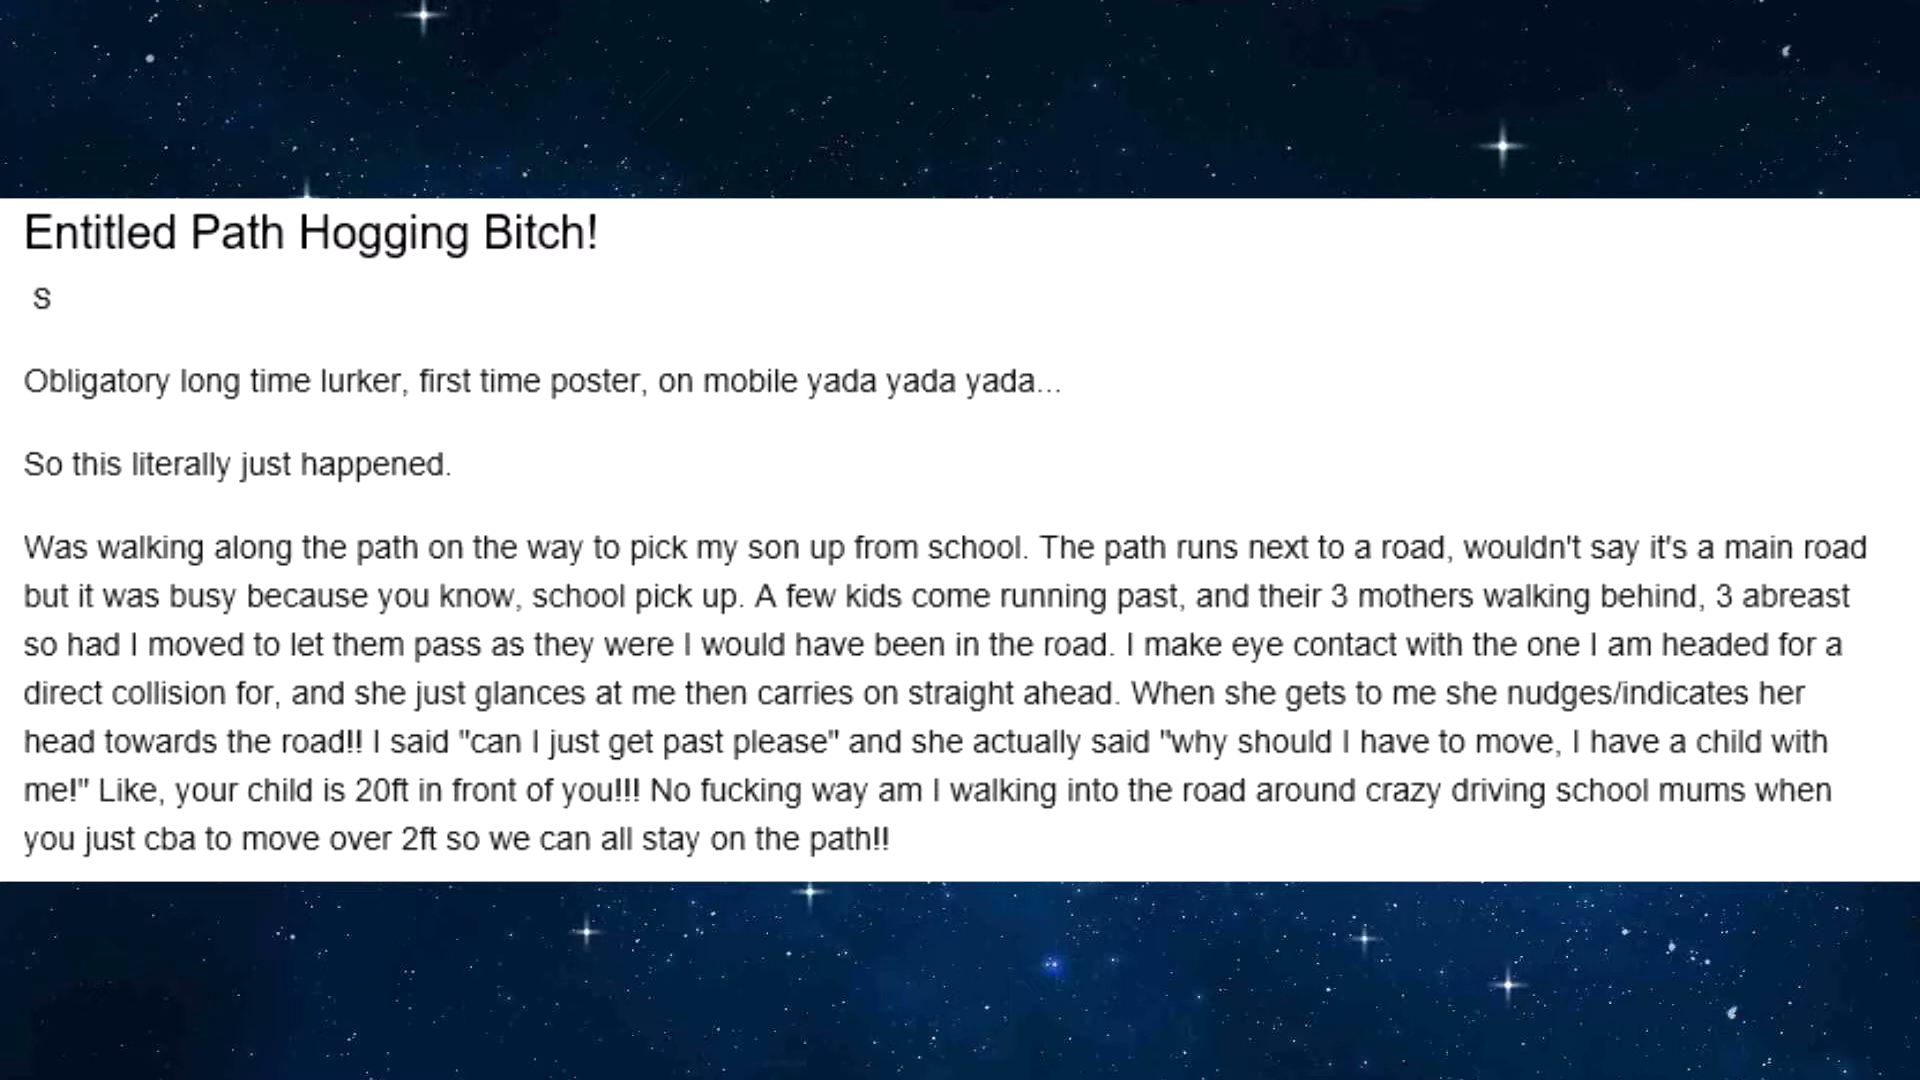 Entitled Path Hogging Bitch!
S
Obligatory long time lurker, first time poster, on mobile yada yada yada...
So this literally just happened.
Was walking along the path on the way to pick my son up from school. The path runs next to a road, wouldn't say it's a main road
but it was busy because you know, school pick up. A few kids come running past, and their 3 mothers walking behind, 3 abreast
so had I moved to let them pass as they were I would have been in the road. I make eye contact with the one I am headed for a
direct collision for, and she just glances at me then carries on straight ahead. When she gets to me she nudges/indicates her
head towards the road!! I said "can I just get past please" and she actually said "why should I have to move, I have a child with
me!" Like, your child is 20ft in front of you!!! No fucking way am I walking into the road around crazy driving school mums when
you just cba to move over 2ft so we can all stay on the path!!